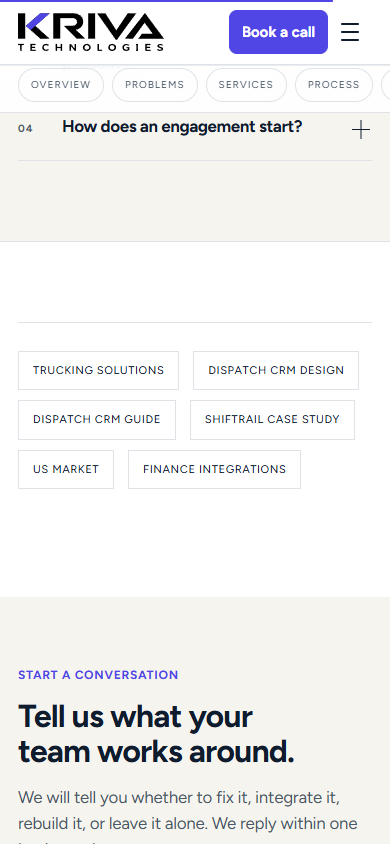 KRIVA
TECHNOLOGIES
Book a call
OVERVIEW
PROBLEMS
SERVICES
PROCESS
04
How does an engagement start?
TRUCKING SOLUTIONS
DISPATCH CRM DESIGN
DISPATCH CRM GUIDE
SHIFTRAIL CASE STUDY
US MARKET
FINANCE INTEGRATIONS
START A CONVERSATION
Tell us what your
team works around.
We will tell you whether to fix it, integrate it,
rebuild it, or leave it alone. We reply within one